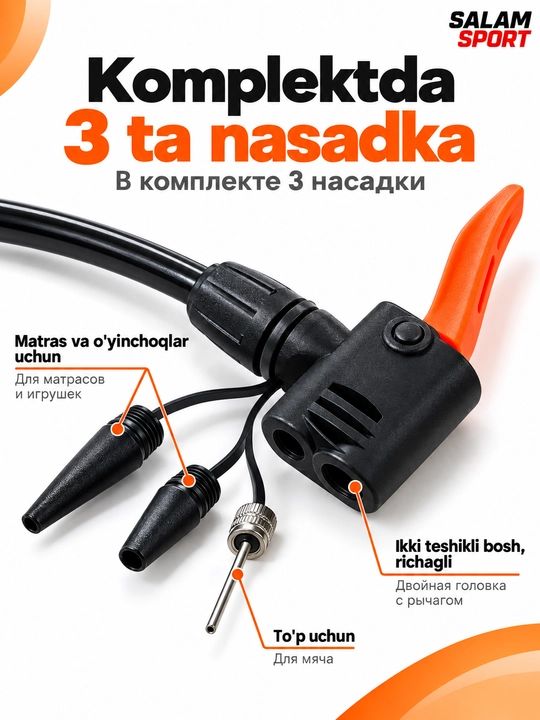 SALAM
SPORT
Komplektda
3 ta nasadka
В комплекте 3 насадки
Matras va o'yinchoqlar
uchun
Для матрасов
и игрушек
Ikki teshikli bosh,
richagli
Двойная головка
с рычагом
To'p uchun
Для мяча